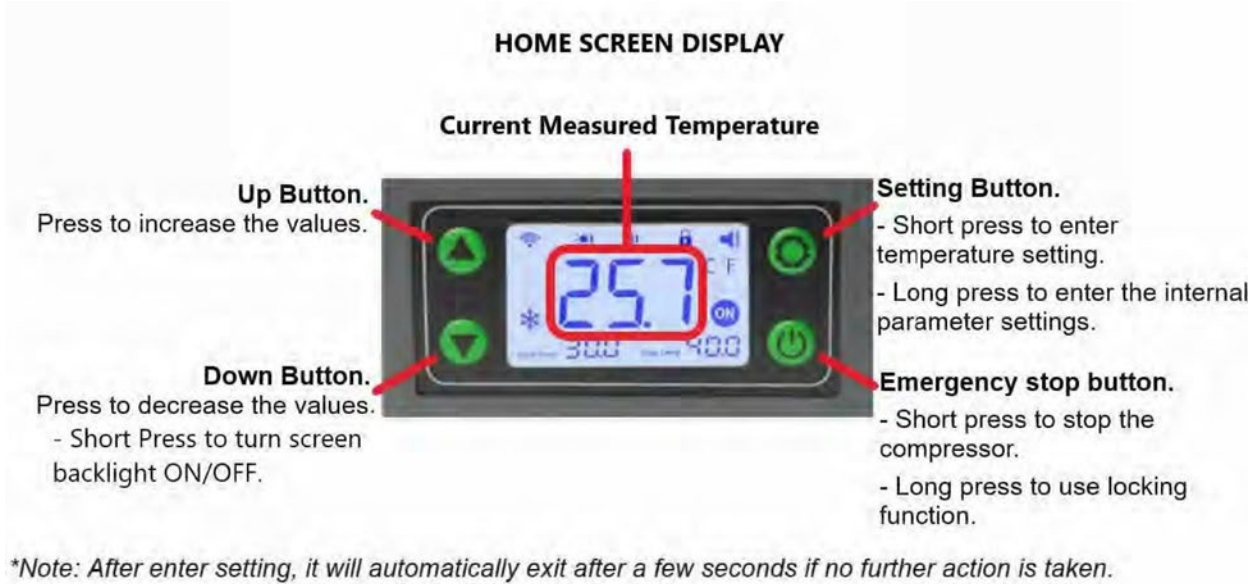 HOME SCREEN DISPLAY
Current Measured Temperature
Up Button.
Press to increase the values.
Setting Button.
- Short press to enter
temperature setting.
- Long press to enter the internal
parameter settings.
25.7
C F
ON
30.0
40.0
Down Button.
Press to decrease the values.
- Short Press to turn screen
backlight ON/OFF.
Emergency stop button.
- Short press to stop the
compressor.
- Long press to use locking
function.
*Note: After enter setting, it will automatically exit after a few seconds if no further action is taken.